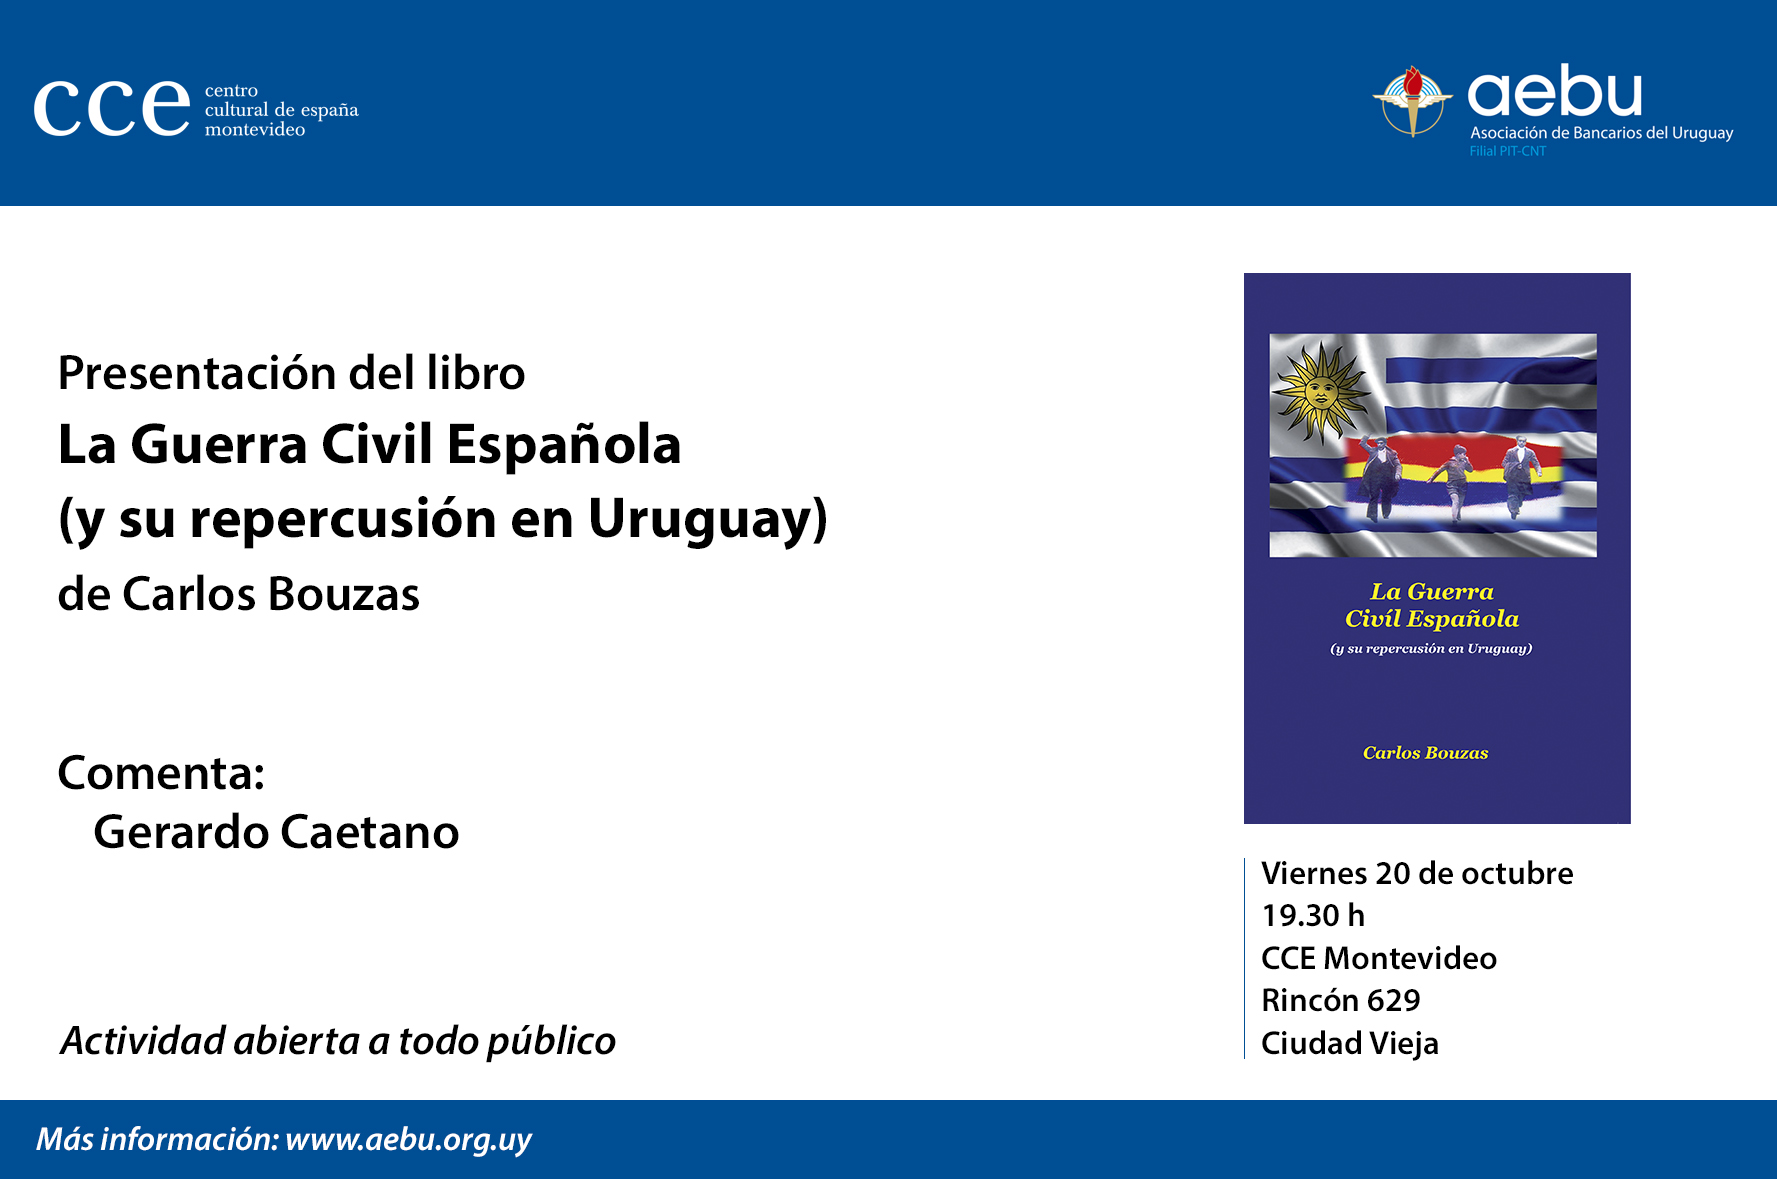 cce
centro
cultural de españa
montevideo
aebu
Asociación de Bancarios del Uruguay
Filial PIT-CNT
Presentación del libro
La Guerra Civil Española
(y su repercusión en Uruguay)
de Carlos Bouzas
Comenta:
Gerardo Caetano
Actividad abierta a todo público
La Guerra
Civíl Española
(y su repercusión en Uruguay)
Carlos Bouzas
Viernes 20 de octubre
19.30 h
CCE Montevideo
Rincón 629
Ciudad Vieja
Más información: www.aebu.org.uy